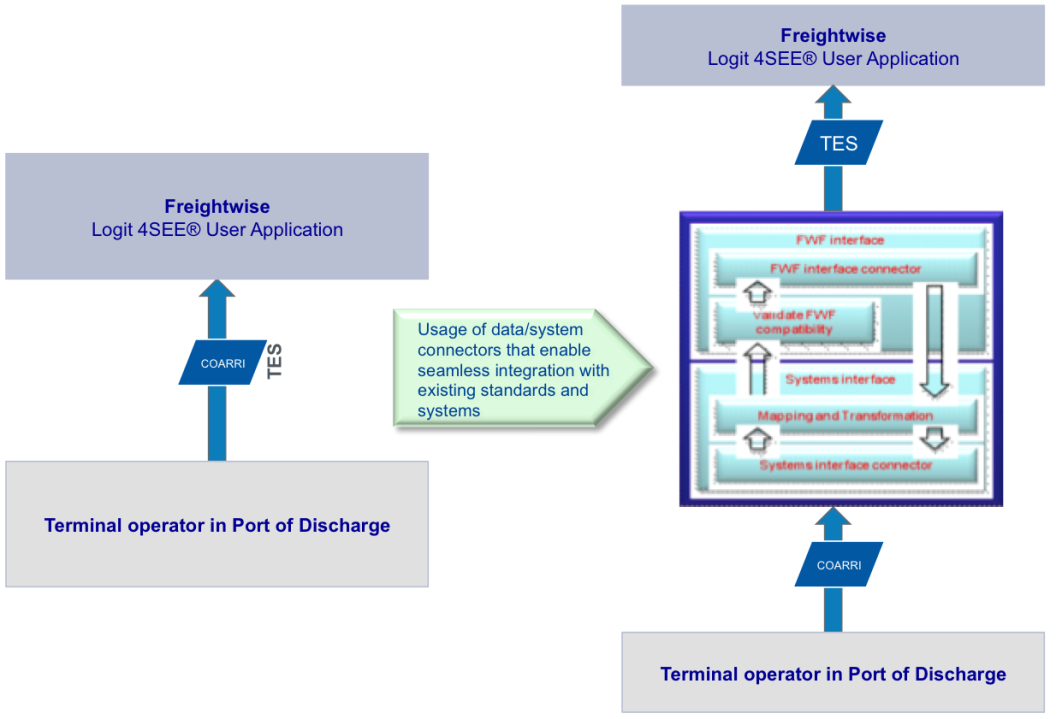 Freightwise
Logit 4SEE® User Application
COARRI
TES
Terminal operator in Port of Discharge
Usage of data/system
connectors that enable
seamless integration with
existing standards and
systems
Freightwise
Logit 4SEE® User Application
TES
FWF interface
FWF interface connector
Validate FWF
compatibility
Systems interface
Mapping and Transformation
Systems interface connector
COARRI
Terminal operator in Port of Discharge